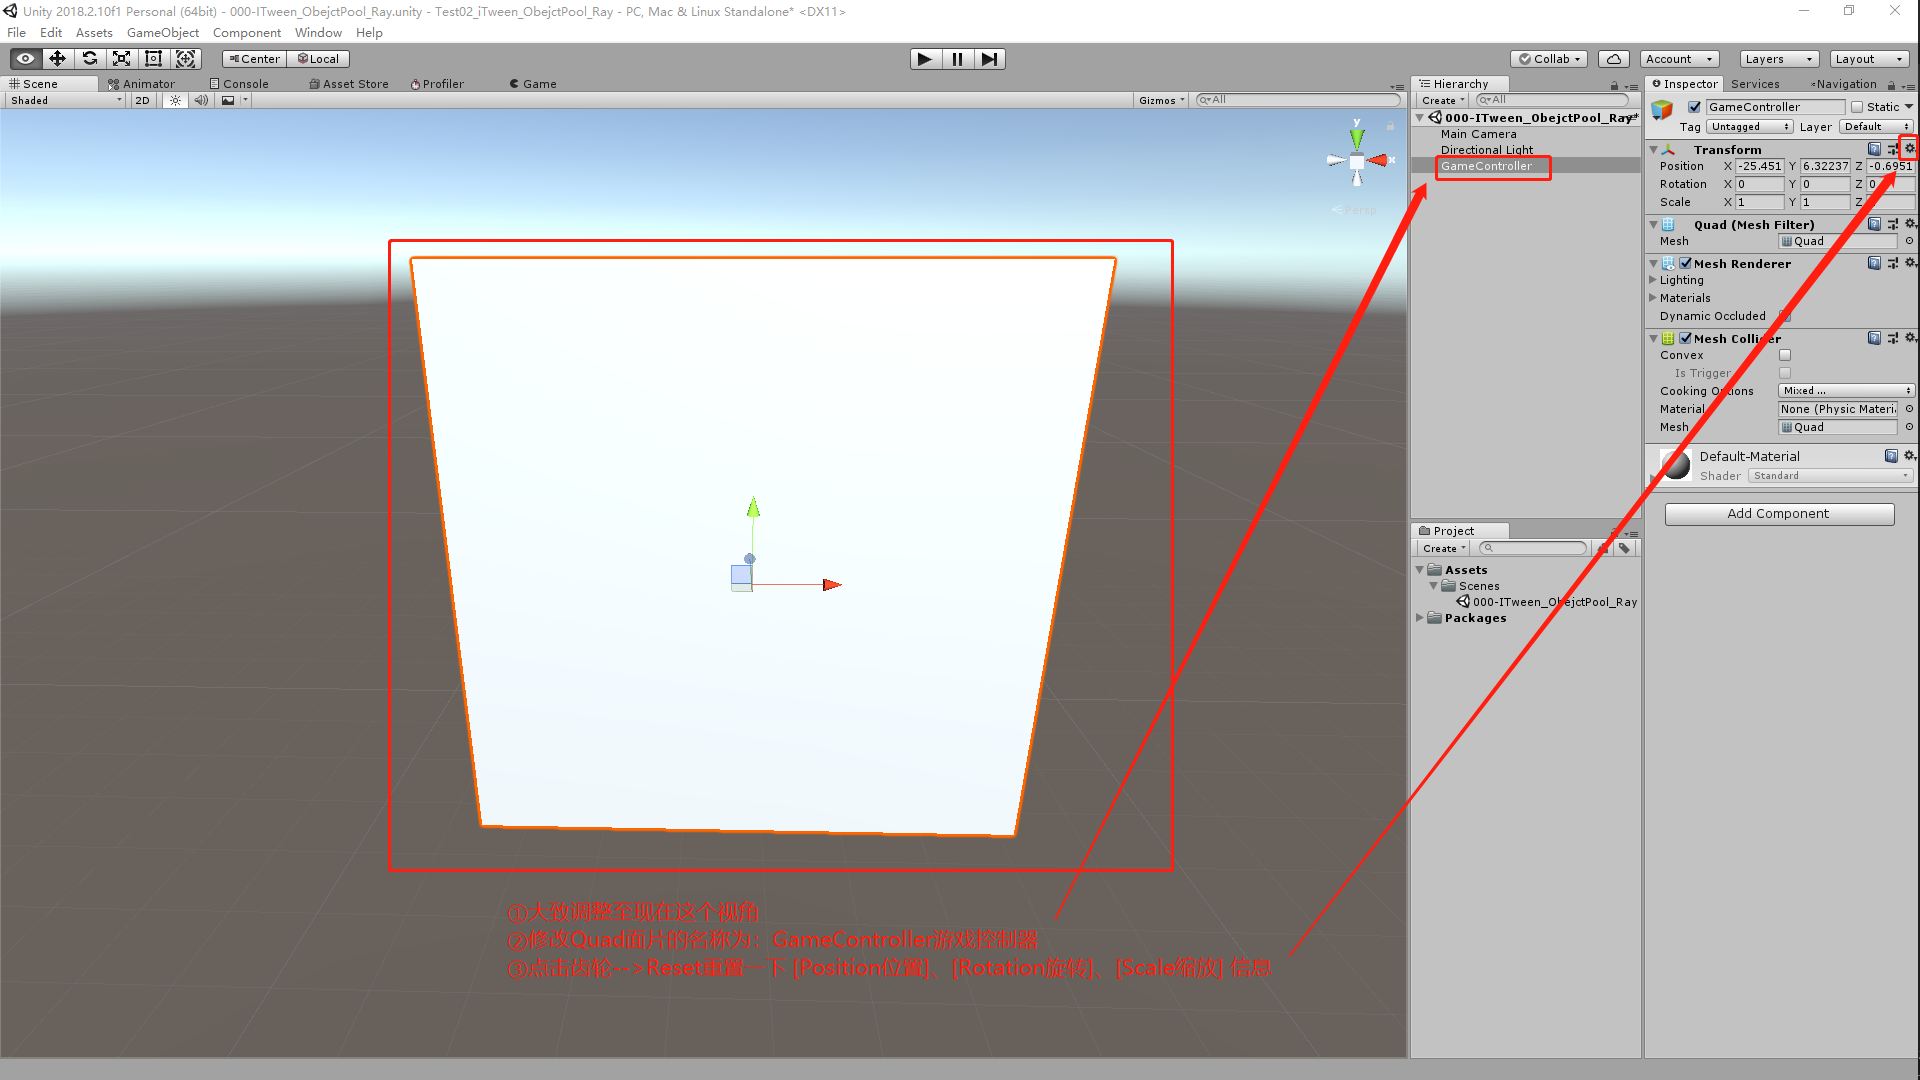 Unity 2018.2.10f1 Personal (64bit) - 000-ITween_ObejctPool_Ray.unity - Test02_iTween_ObejctPool_Ray - PC, Mac & Linux Standalone* <DX11>
File Edit Assets GameObject Component Window Help
Center Local Collab Account Layers Layout
Scene Animator Console Asset Store Profiler Game
Shaded 2D Gizmos All
y
x
Persp
Hierarchy
Create All
000-ITween_ObejctPool_Ray*
Main Camera
Directional Light
GameController
Project
Create
Assets
Scenes
000-ITween_ObejctPool_Ray
Packages
Inspector Services Navigation
GameController Static
Tag Untagged Layer Default
Transform
Position X -25.451 Y 6.32237 Z -0.6951
Rotation X 0 Y 0 Z 0
Scale X 1 Y 1 Z
Quad (Mesh Filter)
Mesh Quad
Mesh Renderer
Lighting
Materials
Dynamic Occluded
Mesh Collider
Convex
Is Trigger
Cooking Options Mixed ...
Material None (Physic Materi
Mesh Quad
Default-Material
Shader Standard
Add Component
①大致调整至现在这个视角
②修改Quad面片的名称为：GameController游戏控制器
③点击齿轮-->Reset重置一下 [Position位置]、[Rotation旋转]、[Scale缩放] 信息